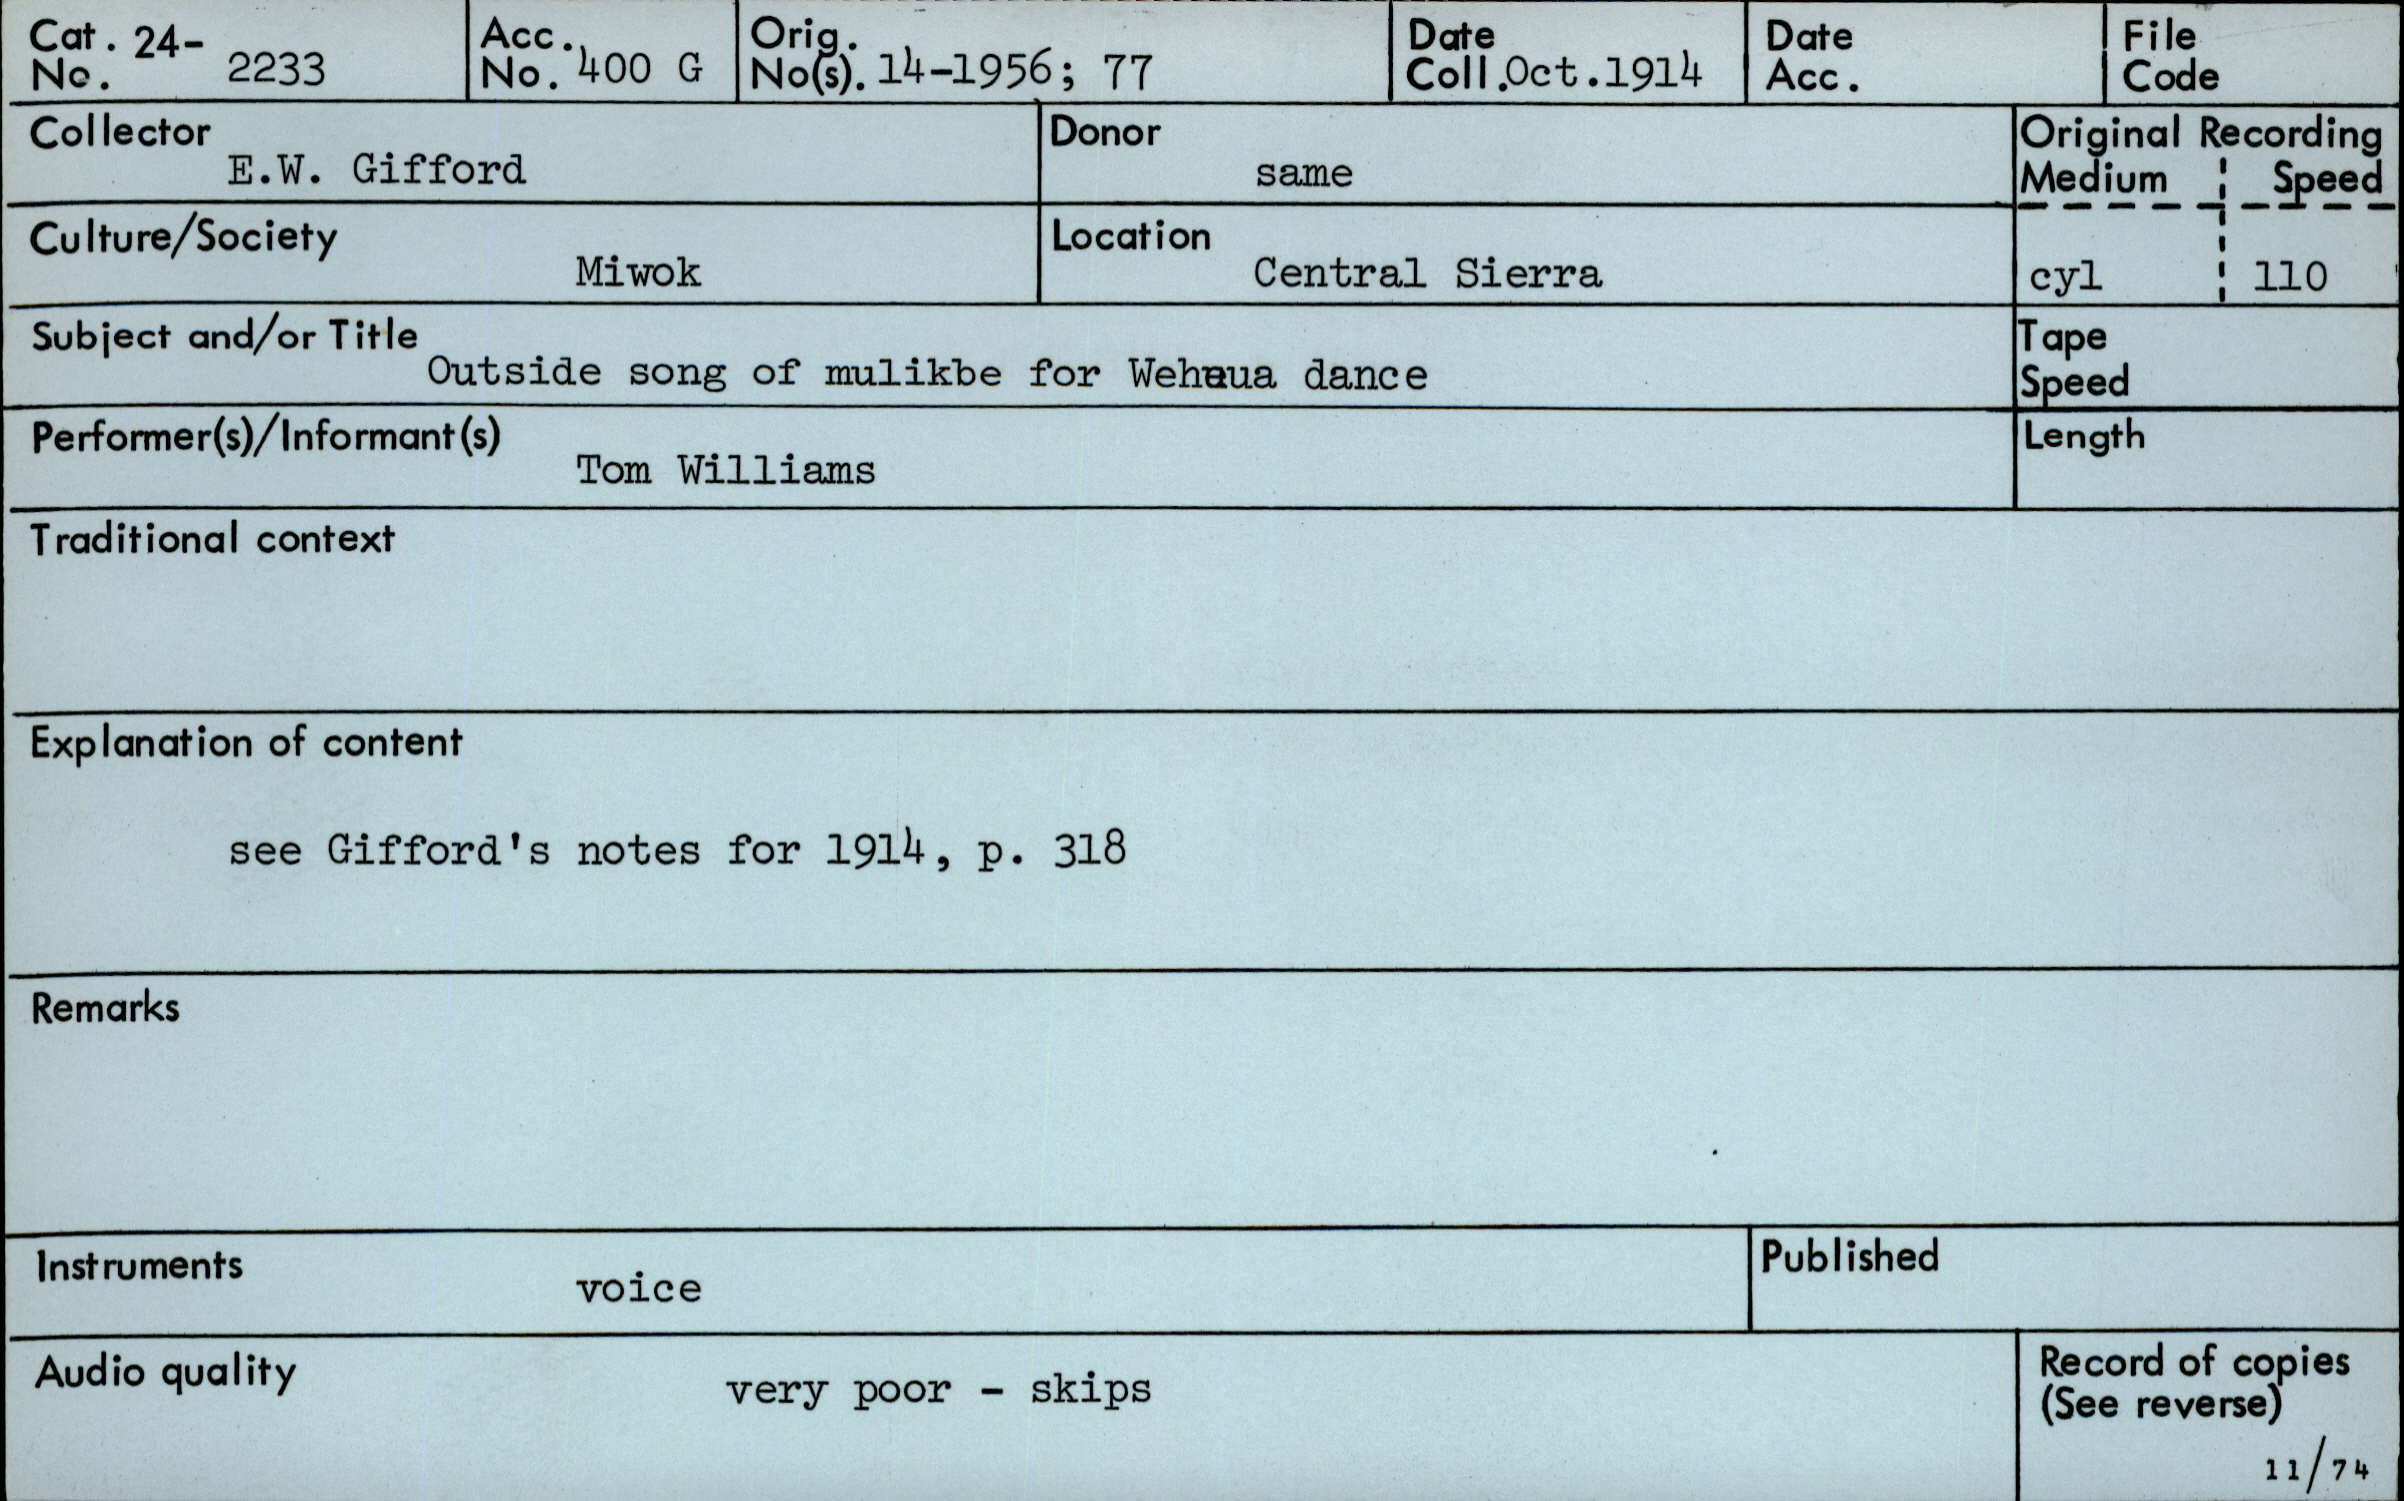 Cat. 24-
No. 2233
Acc.
No. 400 G
Orig.
No(s). 14-1956; 77
Date
Coll. Oct. 1914
Date
Acc.
File
Code
Collector
E.W. Gifford
Donor
same
Original Recording
Medium Speed
Culture/Society
Miwok
Location
Central Sierra
cyl 110
Subject and/or Title
Outside song of mulikbe for dance
Tape
Speed
Performer(s)/Informant(s)
Tom Williams
Length
Traditional context
Explanation of content
see Gifford's notes for 1914, p. 318
Remarks
Instruments
voice
Published
Audio quality
very poor - skips
Record of copies
(See reverse)
11/74